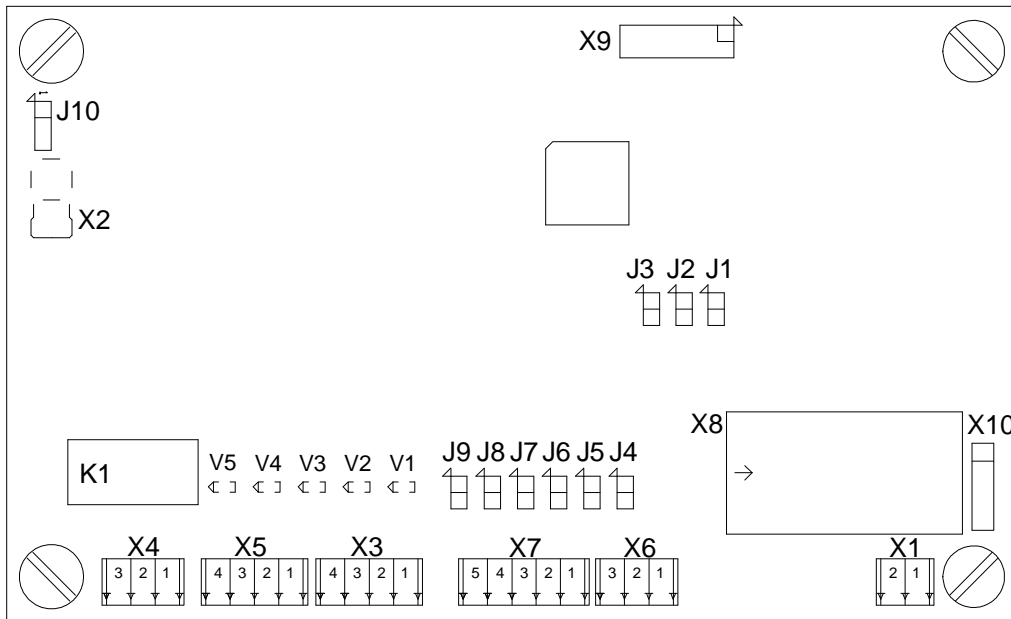 X9
J10
X2
J3 J2 J1
X8 X10
J9 J8 J7 J6 J5 J4
K1 V5 V4 V3 V2 V1
X4 X5 X3 X7 X6 X1
3 2 1 4 3 2 1 4 3 2 1 5 4 3 2 1 3 2 1 2 1